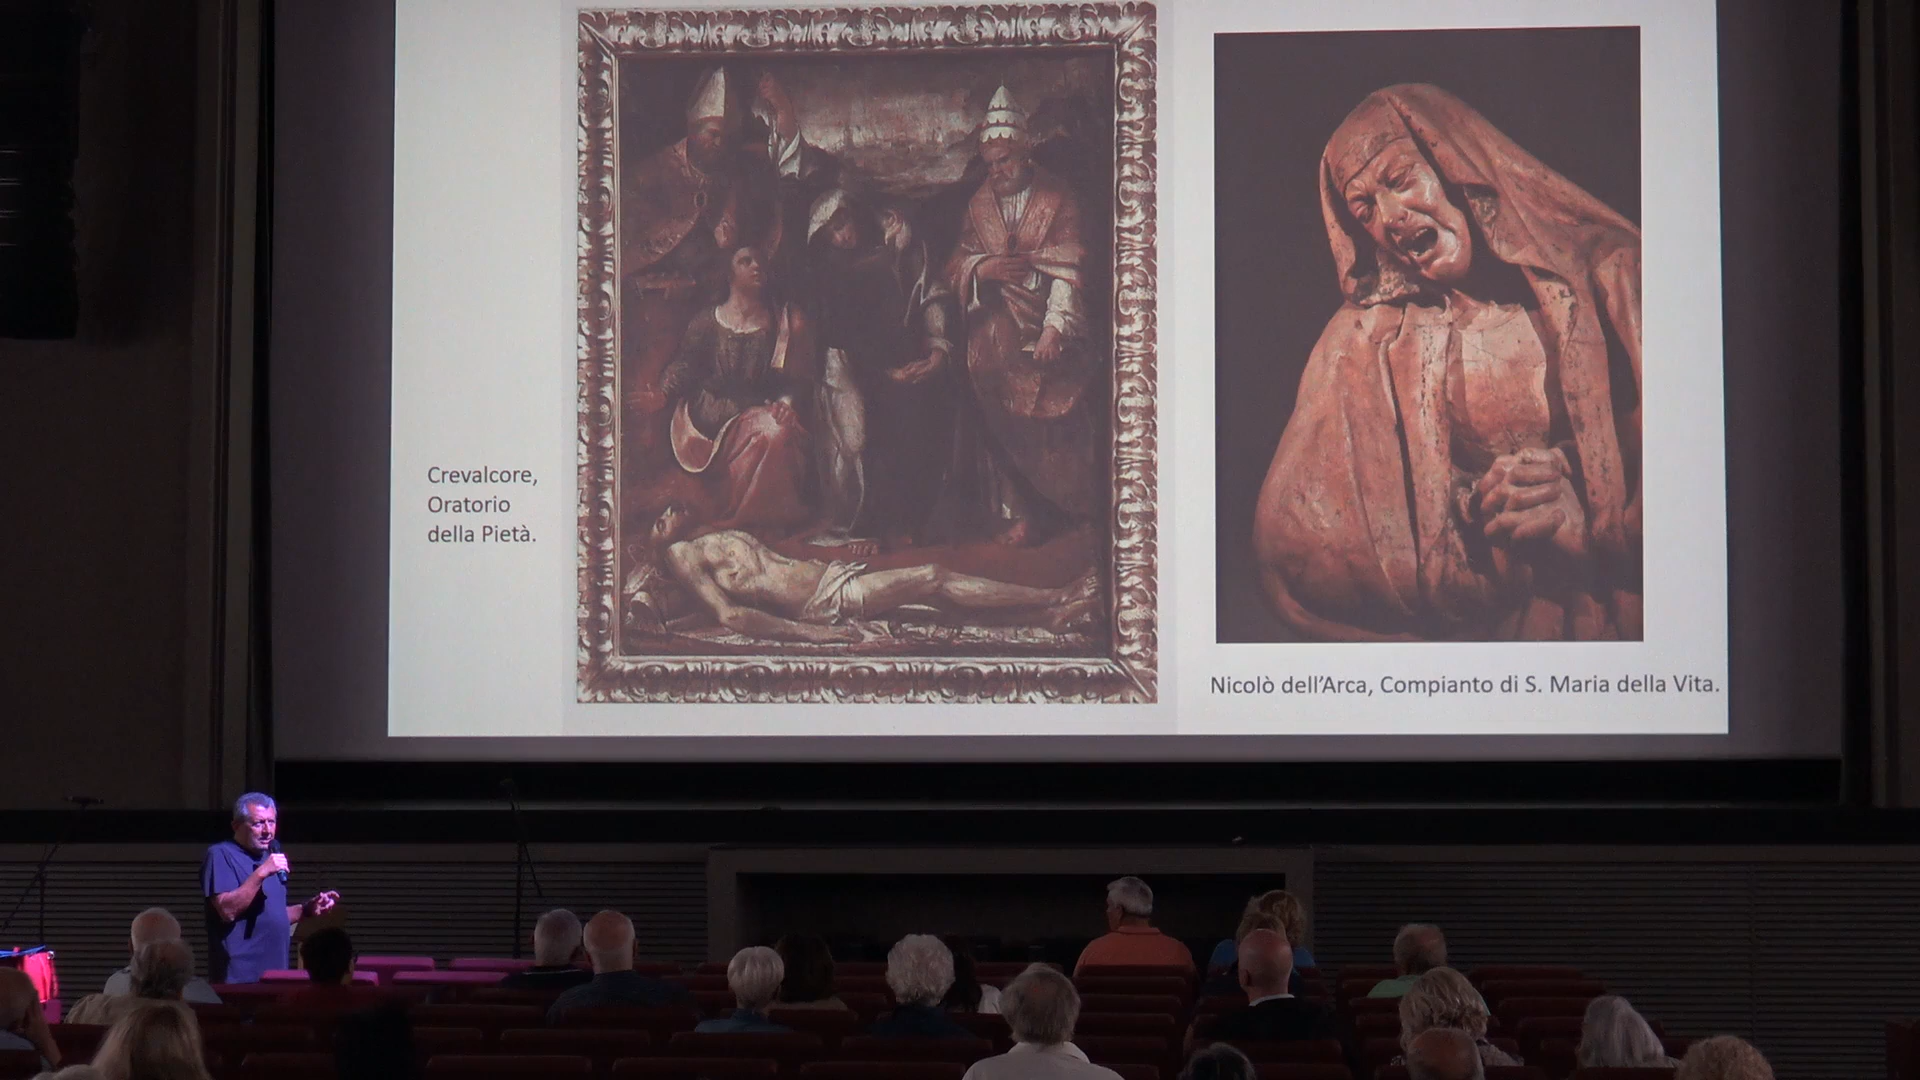 Crevalcore,
Oratorio
della Pietà.
Nicolò dell'Arca, Compianto di S. Maria della Vita.